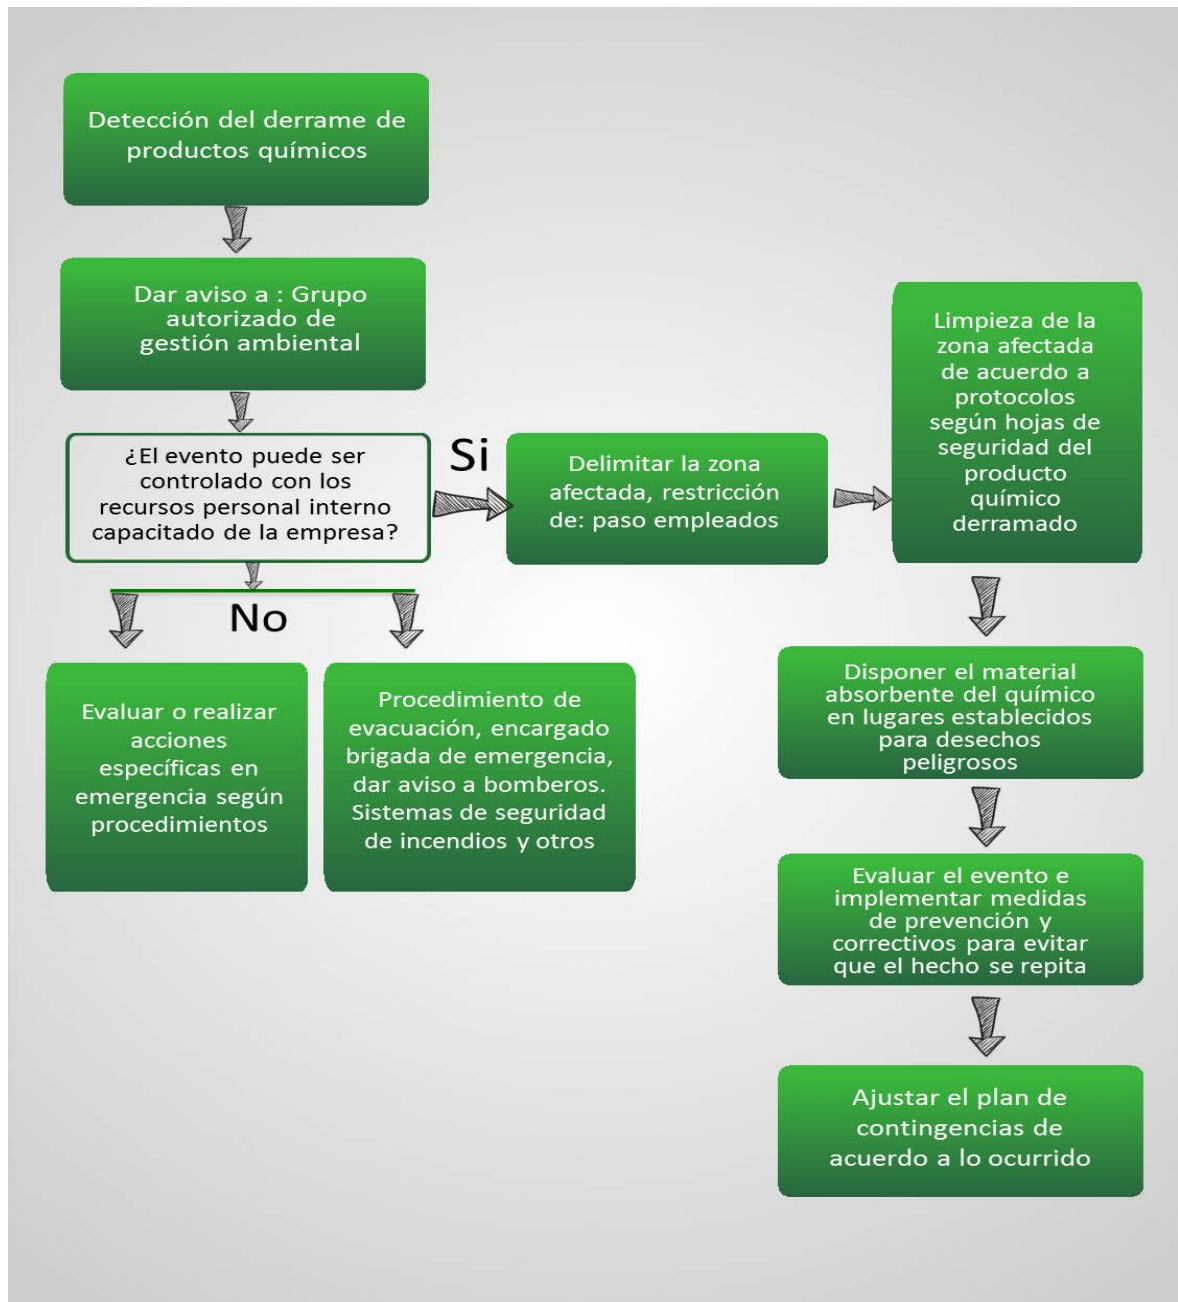 Detección del derrame de
productos químicos
Dar aviso a : Grupo
autorizado de
gestión ambiental
¿El evento puede ser
controlado con los
recursos personal interno
capacitado de la empresa?
Si
Delimitar la zona
afectada, restricción
de: paso empleados
Limpieza de la
zona afectada
de acuerdo a
protocolos
según hojas de
seguridad del
producto
químico
derramado
No
Evaluar o realizar
acciones
específicas en
emergencia según
procedimientos
Procedimiento de
evacuación, encargado
brigada de emergencia,
dar aviso a bomberos.
Sistemas de seguridad
de incendios y otros
Disponer el material
absorbente del químico
en lugares establecidos
para desechos
peligrosos
Evaluar el evento e
implementar medidas
de prevención y
correctivos para evitar
que el hecho se repita
Ajustar el plan de
contingencias de
acuerdo a lo ocurrido